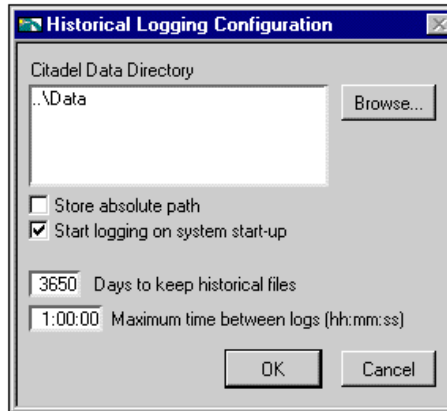 Historical Logging Configuration
Citadel Data Directory
..\Data
Browse...
Store absolute path
Start logging on system start-up
3650 Days to keep historical files
1:00:00 Maximum time between logs (hh:mm:ss)
OK Cancel